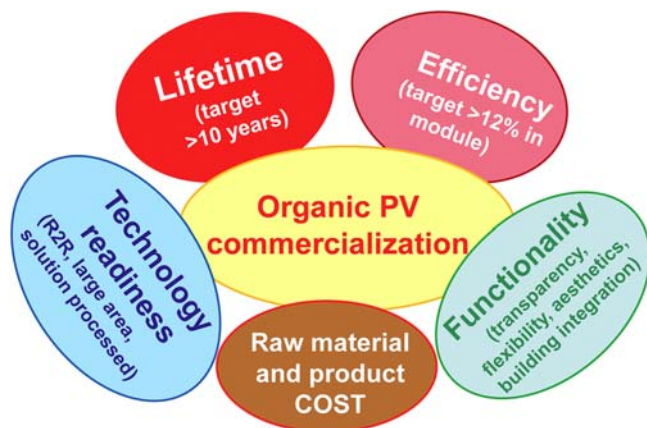 Lifetime
(target
>10 years)
Efficiency
(target >12% in
module)
Organic PV
commercialization
Technology
readiness
(R2R, large area,
solution processed)
Functionality
(transparency,
flexibility, aesthetics,
building integration)
Raw material
and product
COST